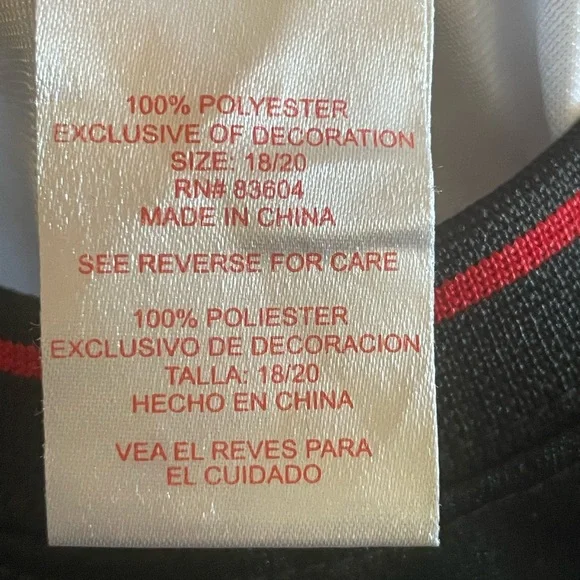 100% POLYESTER
EXCLUSIVE OF DECORATION
SIZE: 18/20
RN# 83604
MADE IN CHINA
SEE REVERSE FOR CARE
100% POLIESTER
EXCLUSIVO DE DECORACION
TALLA: 18/20
HECHO EN CHINA
VEA EL REVES PARA
EL CUIDADO